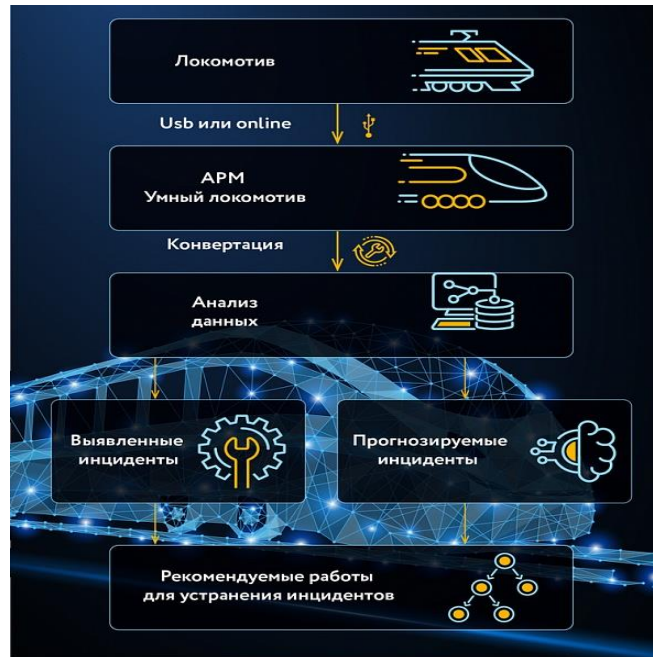 Локомотив
Usb или online
АРМ
Умный локомотив
Конвертация
Анализ
данных
Выявленные
инциденты
Прогнозируемые
инциденты
Рекомендуемые работы
для устранения инцидентов